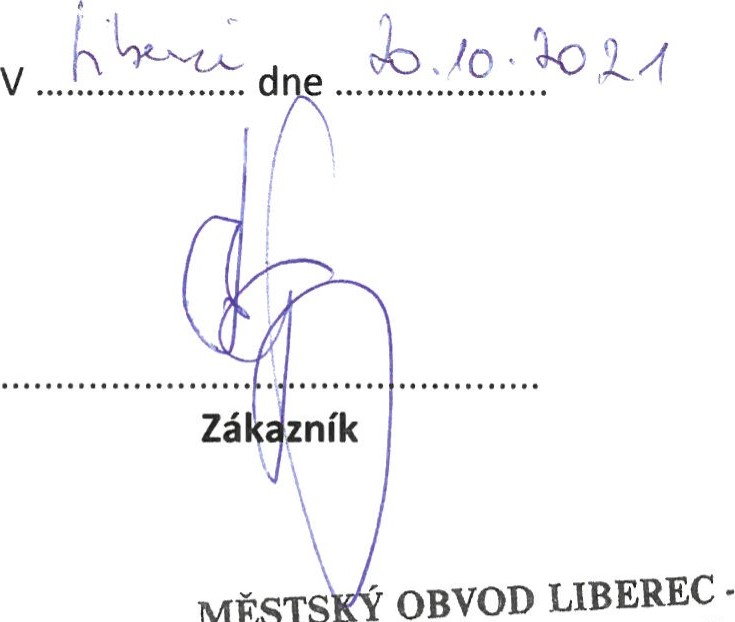 V Liberci dne 20.10.2021
Zákazník
MĚSTSKÝ OBVOD LIBEREC -